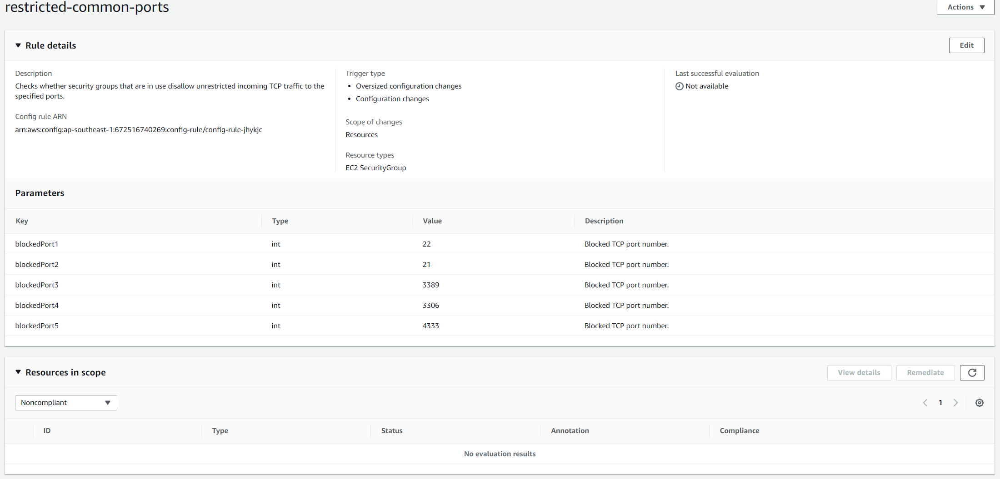 restricted-common-ports
Actions
Rule details
Edit
Description
Checks whether security groups that are in use disallow unrestricted incoming TCP traffic to the
specified ports.
Config rule ARN
arn:aws:config:ap-southeast-1:672516740269:config-rule/config-rule-jhykjc
Trigger type
Oversized configuration changes
Configuration changes
Scope of changes
Resources
Resource types
EC2 SecurityGroup
Last successful evaluation
Not available
Parameters
Key Type Value Description
blockedPort1 int 22 Blocked TCP port number.
blockedPort2 int 21 Blocked TCP port number.
blockedPort3 int 3389 Blocked TCP port number.
blockedPort4 int 3306 Blocked TCP port number.
blockedPort5 int 4333 Blocked TCP port number.
Resources in scope
View details Remediate
Noncompliant
1
ID Type Status Annotation Compliance
No evaluation results